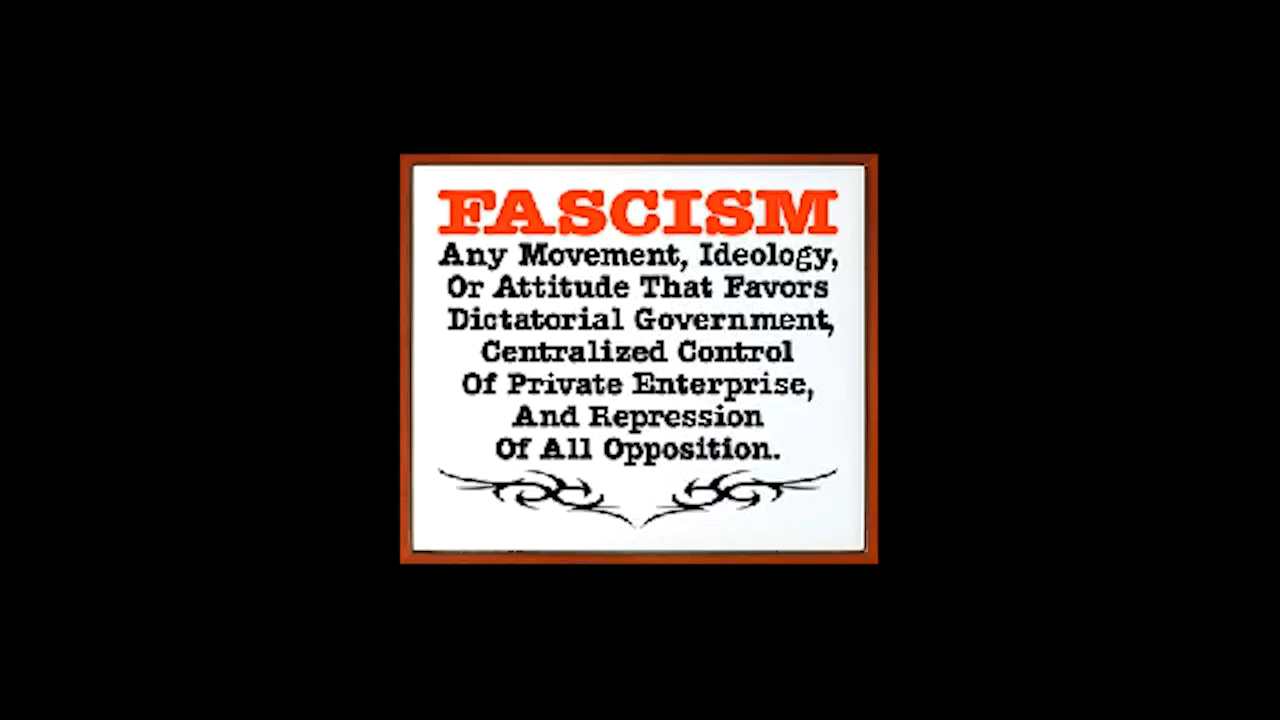 FASCISM
Any Movement, Ideology,
Or Attitude That Favors
Dictatorial Government,
Centralized Control
Of Private Enterprise,
And Repression
Of All Opposition.